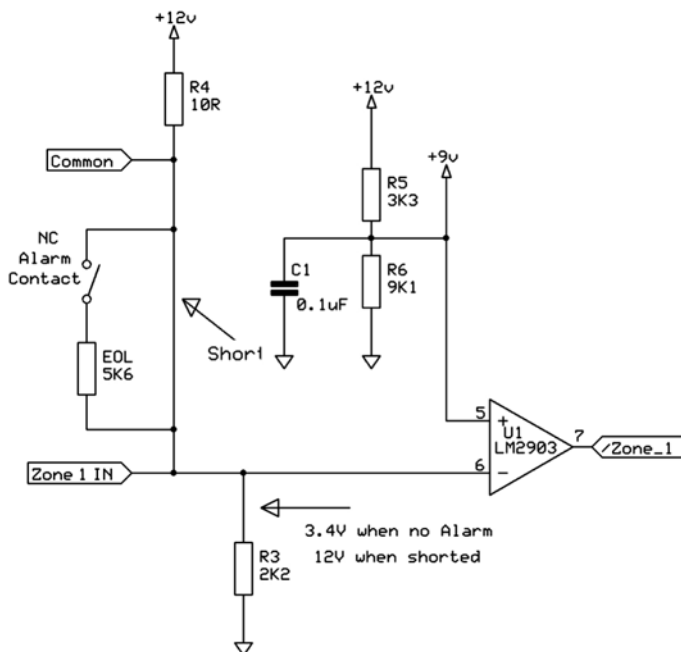 +12v
R4
10R
Common
+12v
R5
3K3
+9v
NC
Alarm
Contact
C1
0.1uF
R6
9K1
Short
EOL
5K6
5
+
U1
LM2903
7
/Zone_1
6
-
Zone 1 IN
3.4V when no Alarm
12V when shorted
R3
2K2